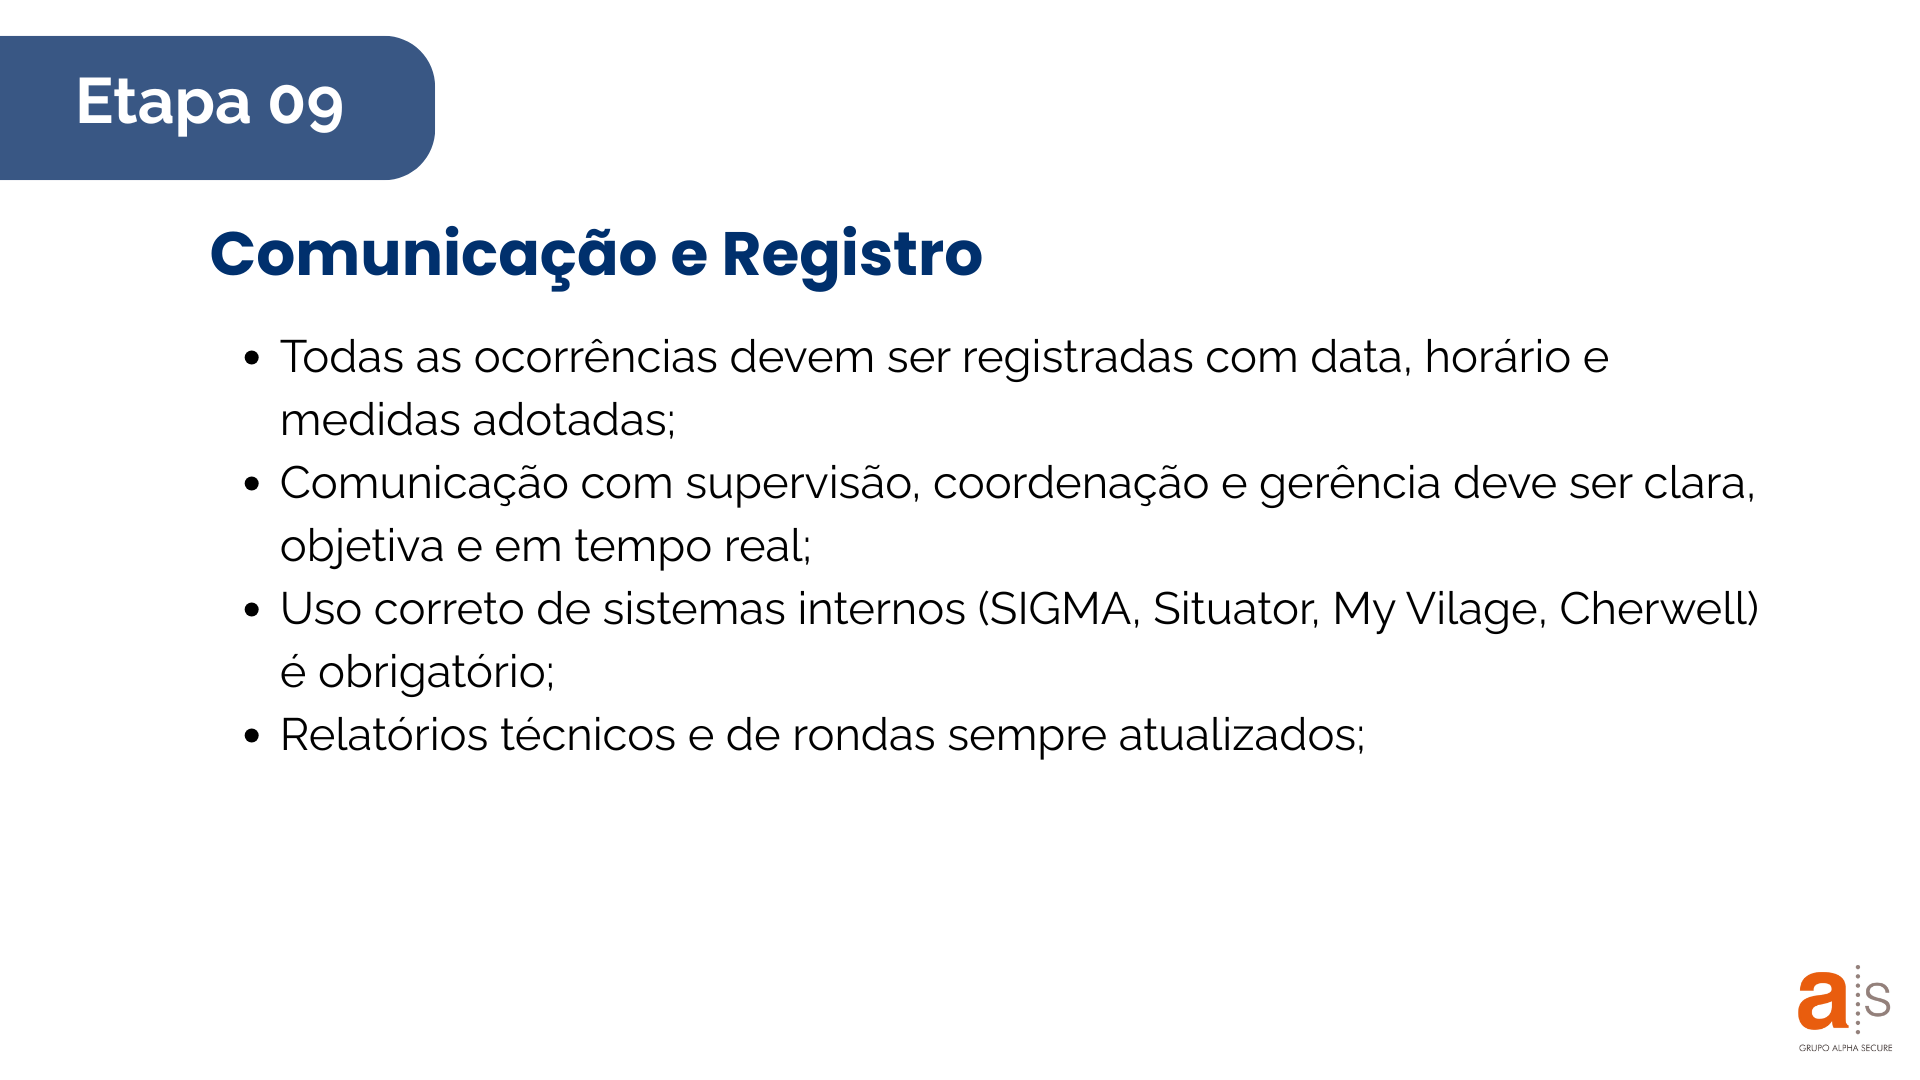 Etapa 09
Comunicação e Registro
• Todas as ocorrências devem ser registradas com data, horário e
medidas adotadas;
• Comunicação com supervisão, coordenação e gerência deve ser clara,
objetiva e em tempo real;
• Uso correto de sistemas internos (SIGMA, Situator, My Vilage, Cherwell)
é obrigatório;
• Relatórios técnicos e de rondas sempre atualizados;
a s
GRUPO ALPHA SECURE